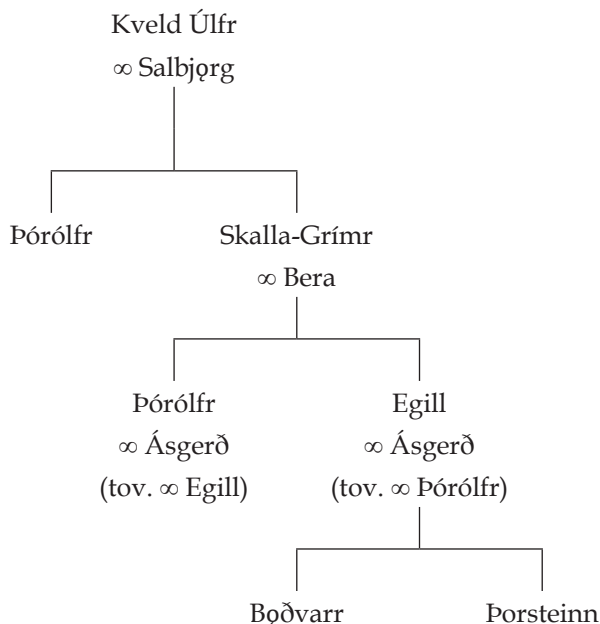 Kveld Úlfr
∞ Salbjǫrg
Þórólfr Skalla-Grímr
∞ Bera
Þórólfr Egill
∞ Ásgerð ∞ Ásgerð
(tov. ∞ Egill) (tov. ∞ Þórólfr)
Bǫðvarr Þorsteinn